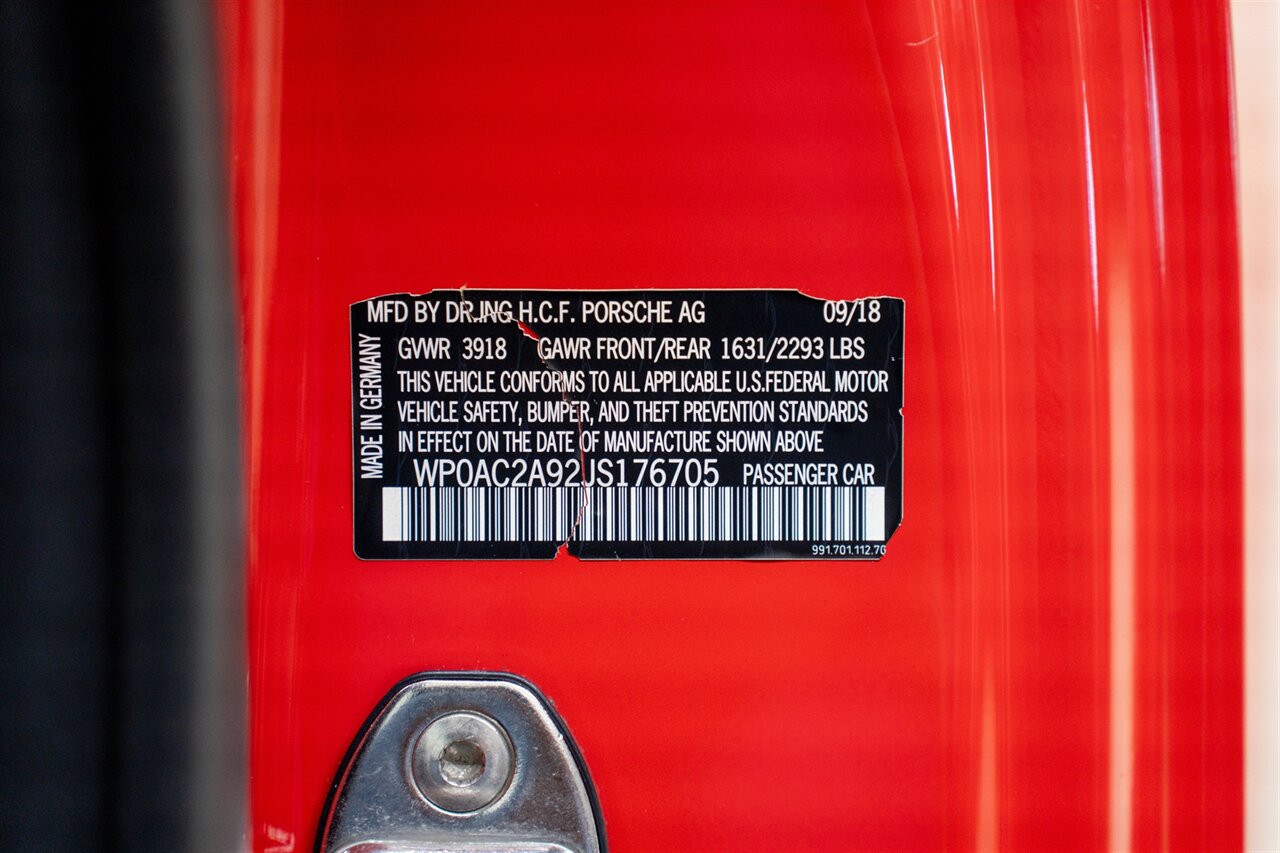 MFD BY DR.ING H.C.F. PORSCHE AG 09/18
GVWR 3918 GAWR FRONT/REAR 1631/2293 LBS
THIS VEHICLE CONFORMS TO ALL APPLICABLE U.S.FEDERAL MOTOR
VEHICLE SAFETY, BUMPER, AND THEFT PREVENTION STANDARDS
IN EFFECT ON THE DATE OF MANUFACTURE SHOWN ABOVE
WP0AC2A92JS176705 PASSENGER CAR
991.701.112.70
MADE IN GERMANY